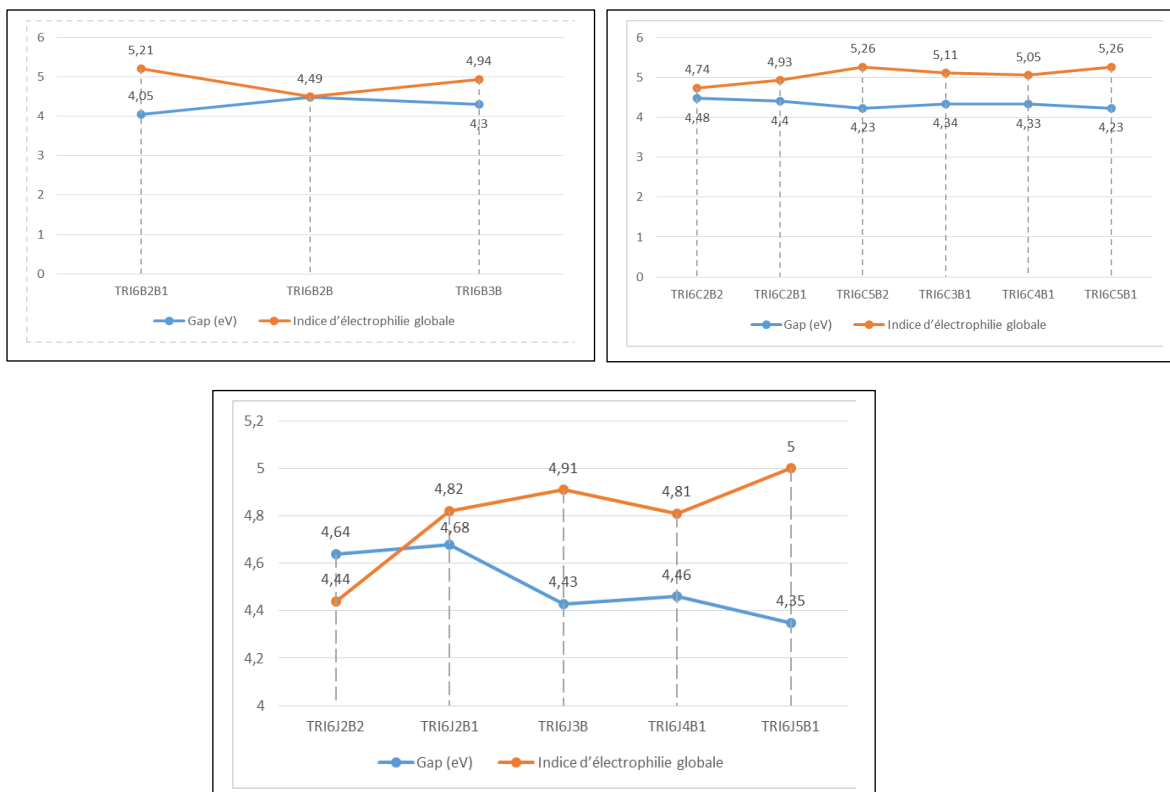 6
5
4
3
2
1
0
5,21
4,05
4,49
4,94
4,3
TRI6B2B1 TRI6B2B TRI6B3B
Gap (eV) Indice d'électrophilie globale
6
5
4
3
2
1
0
4,74 4,93 5,26 5,11 5,05 5,26
4,48 4,4 4,23 4,34 4,33 4,23
TRI6C2B2 TRI6C2B1 TRI6C5B2 TRI6C3B1 TRI6C4B1 TRI6C5B1
Gap (eV) Indice d'électrophilie globale
5,2
5
4,8
4,6
4,4
4,2
4
4,44 4,82 4,91 4,81 5
4,64 4,68 4,43 4,46 4,35
TRI6J2B2 TRI6J2B1 TRI6J3B TRI6J4B1 TRI6J5B1
Gap (eV) Indice d'électrophilie globale